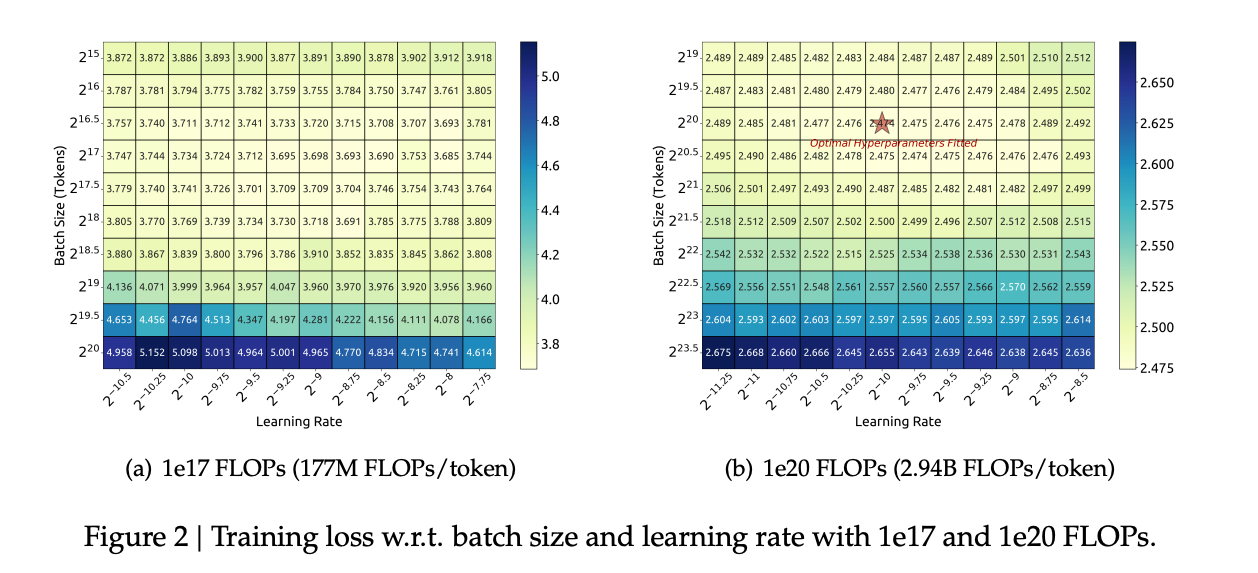 2^15 3.872 3.872 3.886 3.893 3.900 3.877 3.891 3.890 3.878 3.902 3.912 3.918
2^16 3.787 3.781 3.794 3.775 3.782 3.759 3.755 3.784 3.750 3.747 3.761 3.805
2^16.5 3.757 3.740 3.711 3.712 3.741 3.733 3.720 3.715 3.708 3.707 3.693 3.781
2^17 3.747 3.744 3.734 3.724 3.712 3.695 3.698 3.693 3.690 3.753 3.685 3.744
2^17.5 3.779 3.740 3.741 3.726 3.701 3.709 3.709 3.704 3.746 3.754 3.743 3.764
2^18 3.805 3.770 3.769 3.739 3.734 3.730 3.718 3.691 3.785 3.775 3.788 3.809
2^18.5 3.880 3.867 3.839 3.800 3.796 3.786 3.910 3.852 3.835 3.845 3.862 3.808
2^19 4.136 4.071 3.999 3.964 3.957 4.047 3.960 3.970 3.976 3.920 3.956 3.960
2^19.5 4.653 4.456 4.764 4.513 4.347 4.197 4.281 4.222 4.156 4.111 4.078 4.166
2^20 4.958 5.152 5.098 5.013 4.964 5.001 4.965 4.770 4.834 4.715 4.741 4.614
2^−10.5 2^−10.25 2^−10 2^−9.75 2^−9.5 2^−9.25 2^−9 2^−8.75 2^−8.5 2^−8.25 2^−8 2^−7.75
Batch Size (Tokens)
Learning Rate
5.0
4.8
4.6
4.4
4.2
4.0
3.8
(a) 1e17 FLOPs (177M FLOPs/token)
2^19 2.489 2.489 2.485 2.482 2.483 2.484 2.487 2.487 2.489 2.501 2.510 2.512
2^19.5 2.487 2.483 2.481 2.480 2.479 2.480 2.477 2.476 2.479 2.484 2.495 2.502
2^20 2.489 2.485 2.481 2.477 2.476 2.474 2.475 2.476 2.475 2.478 2.489 2.492
Optimal Hyperparameters Fitted
2^20.5 2.495 2.490 2.486 2.482 2.478 2.475 2.474 2.475 2.476 2.476 2.476 2.493
2^21 2.506 2.501 2.497 2.493 2.490 2.487 2.485 2.482 2.481 2.482 2.497 2.499
2^21.5 2.518 2.512 2.509 2.507 2.502 2.500 2.499 2.496 2.507 2.512 2.508 2.515
2^22 2.542 2.532 2.532 2.522 2.515 2.525 2.534 2.538 2.536 2.530 2.531 2.543
2^22.5 2.569 2.556 2.551 2.548 2.561 2.557 2.560 2.557 2.566 2.570 2.562 2.559
2^23 2.604 2.593 2.602 2.603 2.597 2.597 2.595 2.605 2.593 2.597 2.595 2.614
2^23.5 2.675 2.668 2.660 2.666 2.645 2.655 2.643 2.639 2.646 2.638 2.645 2.636
2^−11.25 2^−11 2^−10.75 2^−10.5 2^−10.25 2^−10 2^−9.75 2^−9.5 2^−9.25 2^−9 2^−8.75 2^−8.5
Batch Size (Tokens)
Learning Rate
2.650
2.625
2.600
2.575
2.550
2.525
2.500
2.475
(b) 1e20 FLOPs (2.94B FLOPs/token)
Figure 2 | Training loss w.r.t. batch size and learning rate with 1e17 and 1e20 FLOPs.